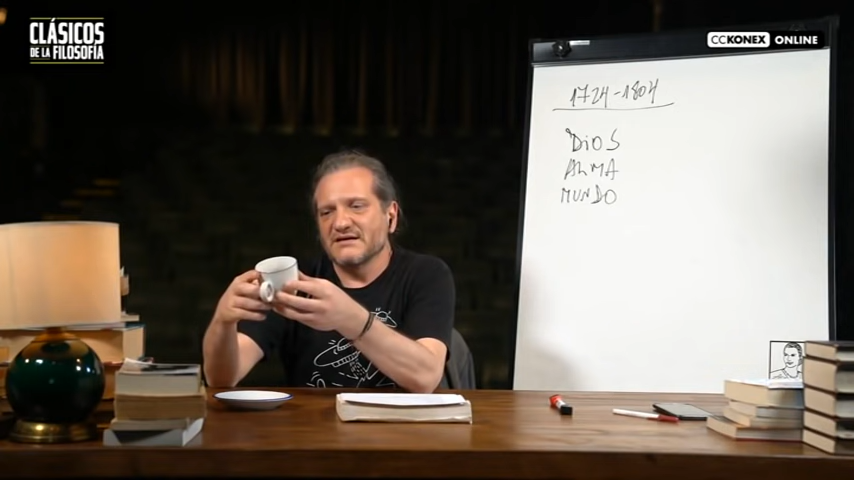 CLÁSICOS
de la FILOSOFÍA
CCKONEX ONLINE
1724-1804
DIOS
ALMA
MUNDO